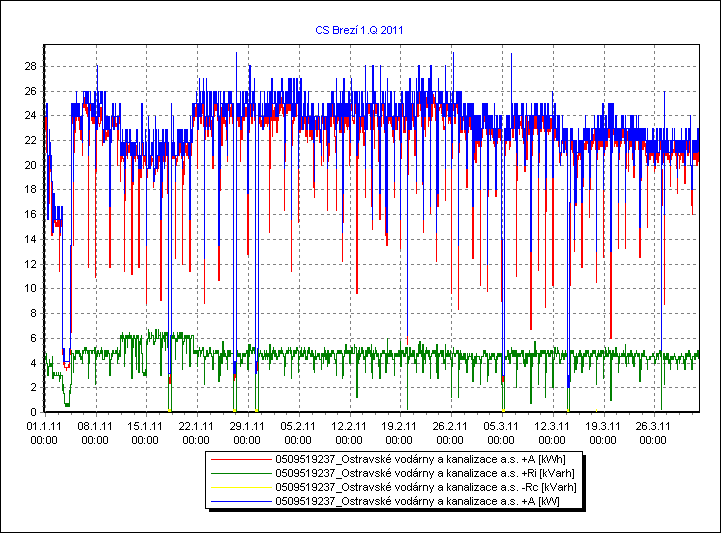 CS Brezí 1.Q 2011
28
26
24
22
20
18
16
14
12
10
8
6
4
2
0
01.1.11 8.1.11 15.1.11 22.1.11 29.1.11 05.2.11 12.2.11 19.2.11 26.2.11 05.3.11 12.3.11 19.3.11 26.3.11
00:00 00:00 00:00 00:00 00:00 00:00 00:00 00:00 00:00 00:00 00:00 00:00 00:00
0509519237_Ostravské vodárny a kanalizace a.s. +A [kWh]
0509519237_Ostravské vodárny a kanalizace a.s. +Ri [kVarh]
0509519237_Ostravské vodárny a kanalizace a.s. -Rc [kVarh]
0509519237_Ostravské vodárny a kanalizace a.s. +A [kW]